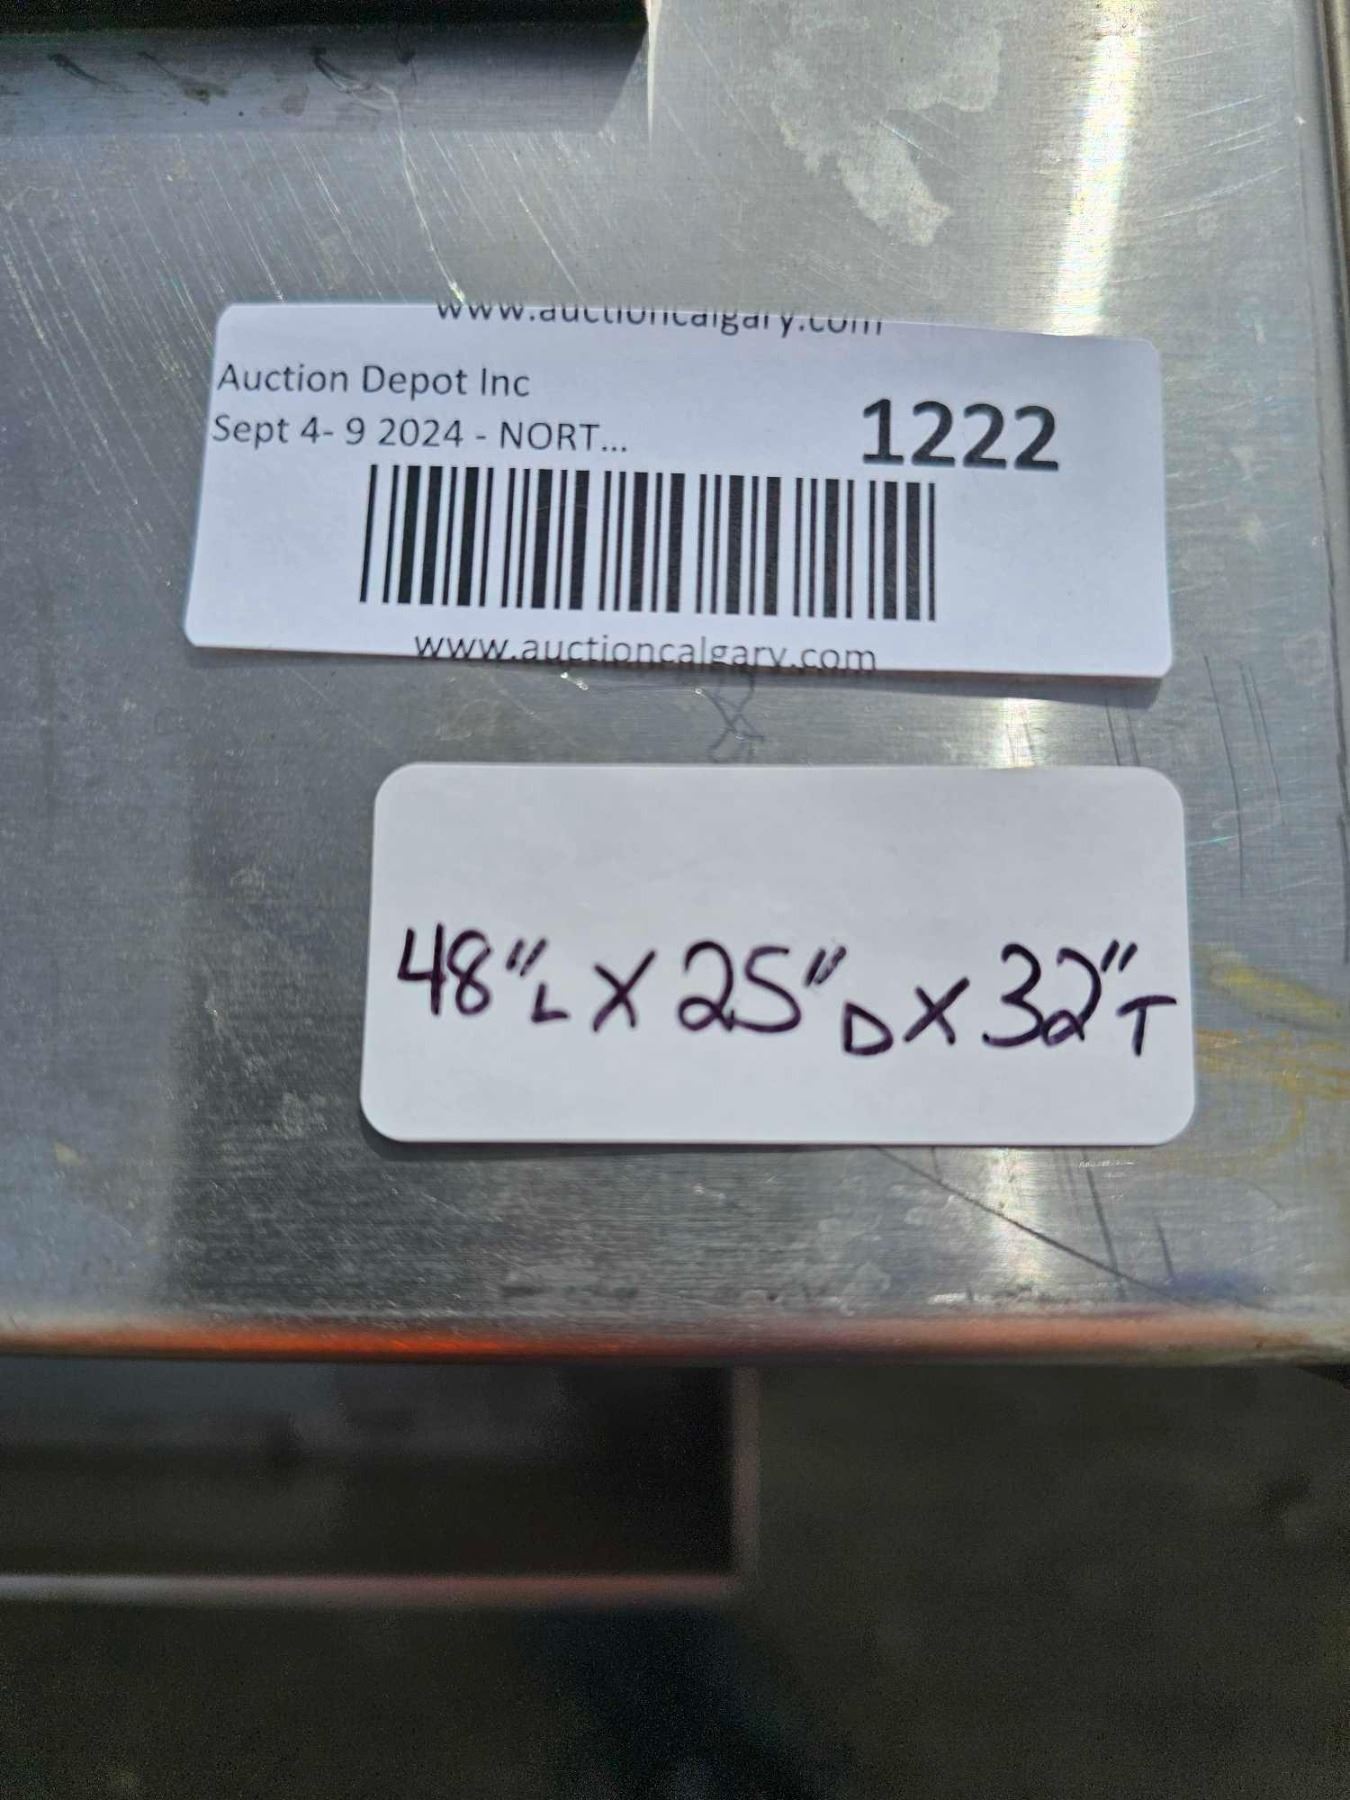 www.auctioncalgary.com
Auction Depot Inc
1222
Sept 4- 9 2024 - NORT...
www.auctioncalgary.com
48"L X 25"D X 32"T